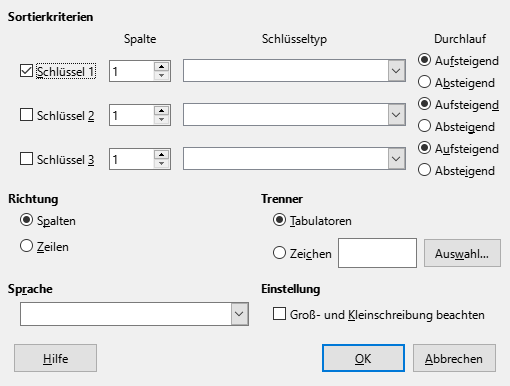 Sortierkriterien
Spalte Schlüsseltyp Durchlauf
Schlüssel 1 1 Aufsteigend
Absteigend
Schlüssel 2 1 Aufsteigend
Absteigend
Schlüssel 3 1 Aufsteigend
Absteigend
Richtung Trenner
Spalten Tabulatoren
Zeilen Zeichen Auswahl...
Sprache Einstellung
Groß- und Kleinschreibung beachten
Hilfe OK Abbrechen